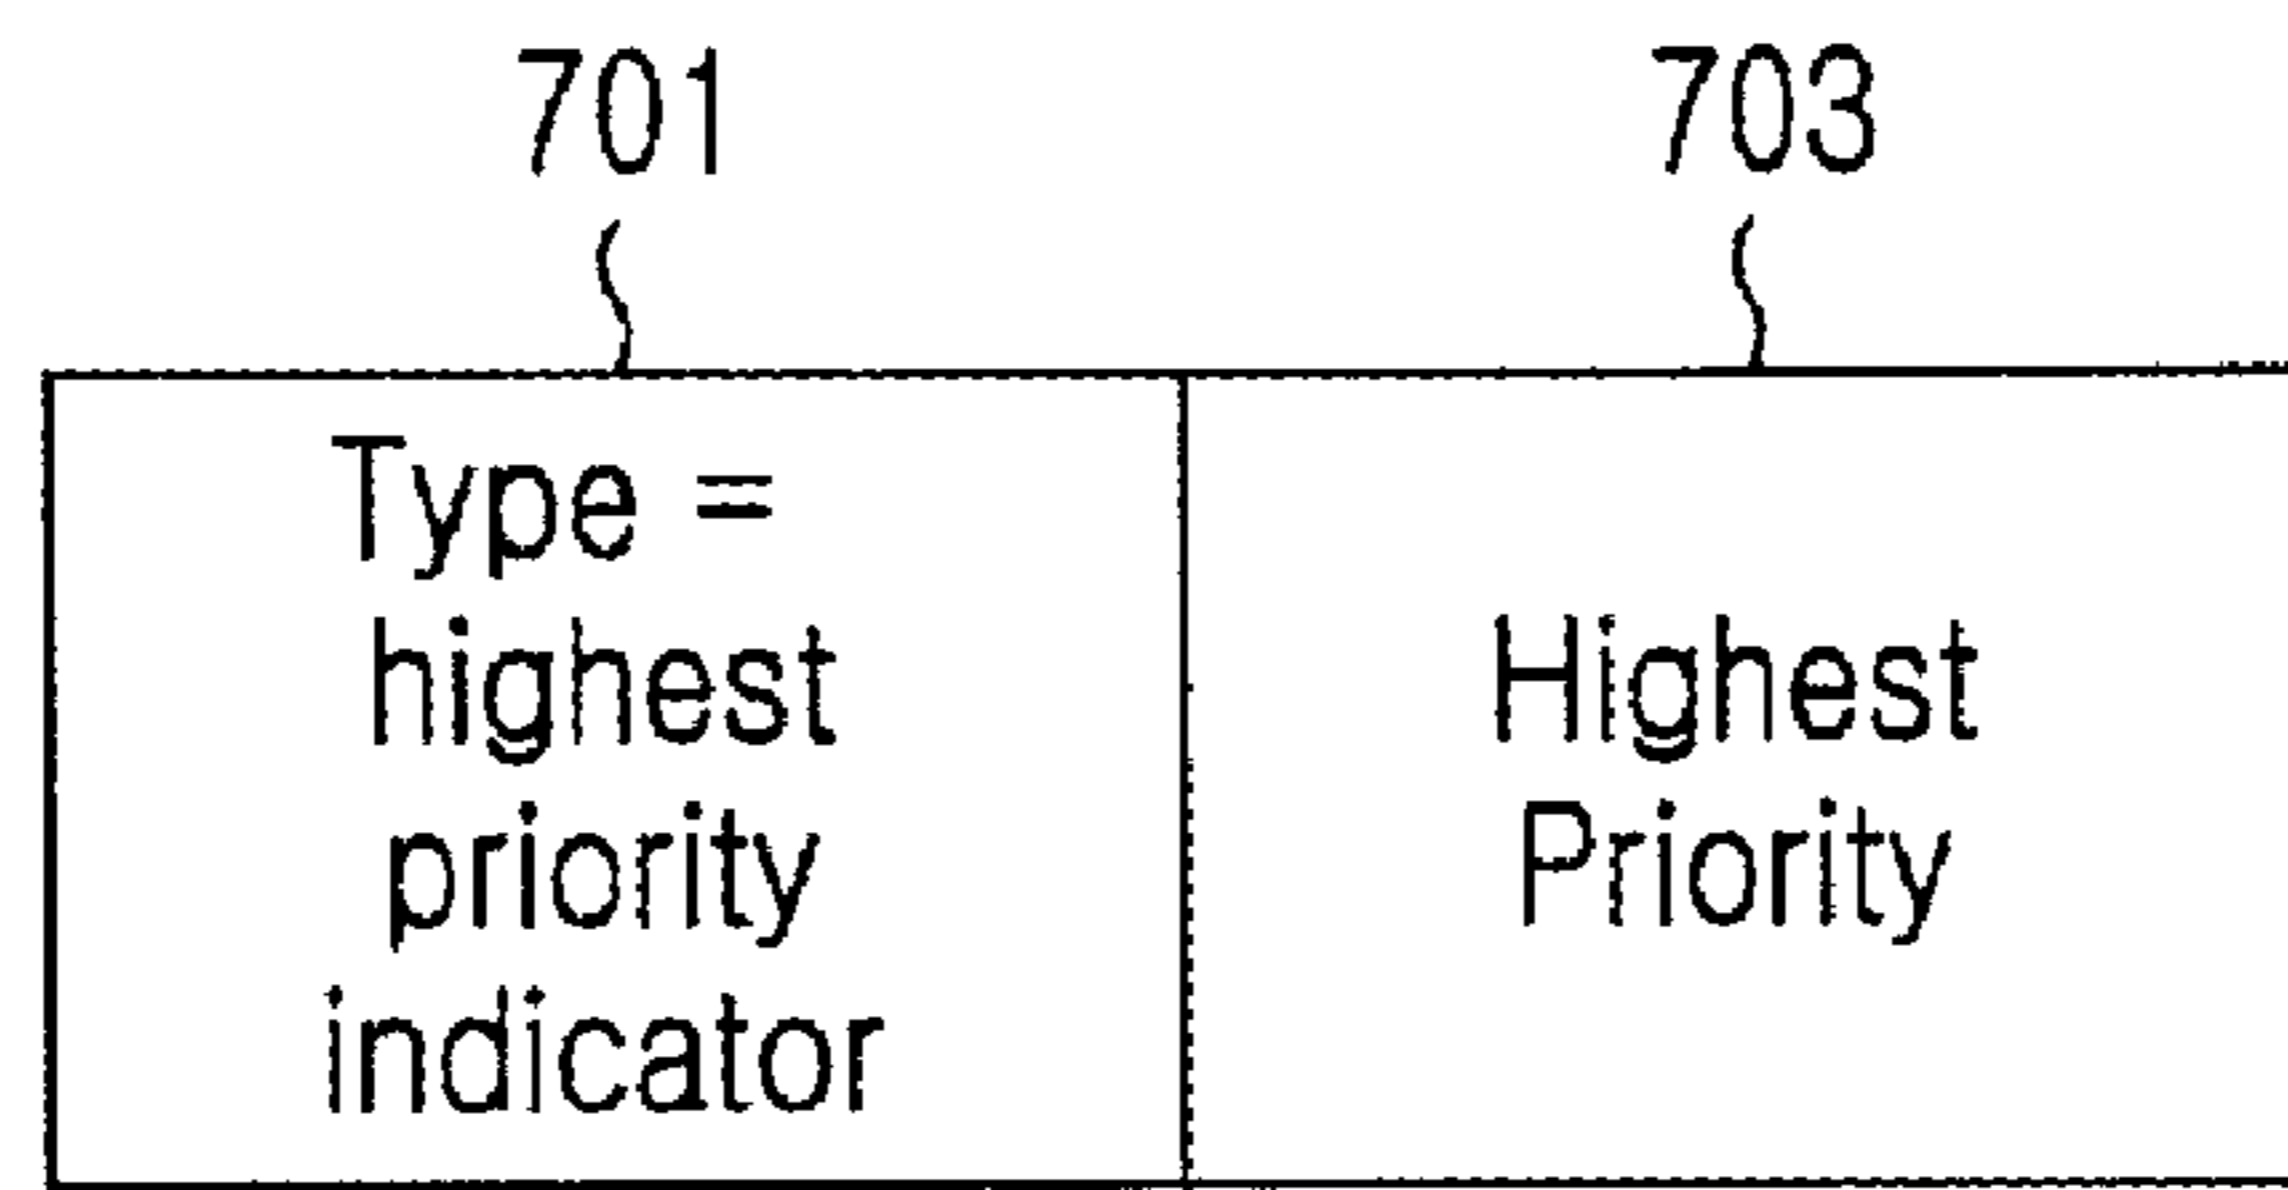 701
703
Type =
highest
priority
indicator
Highest
Priority